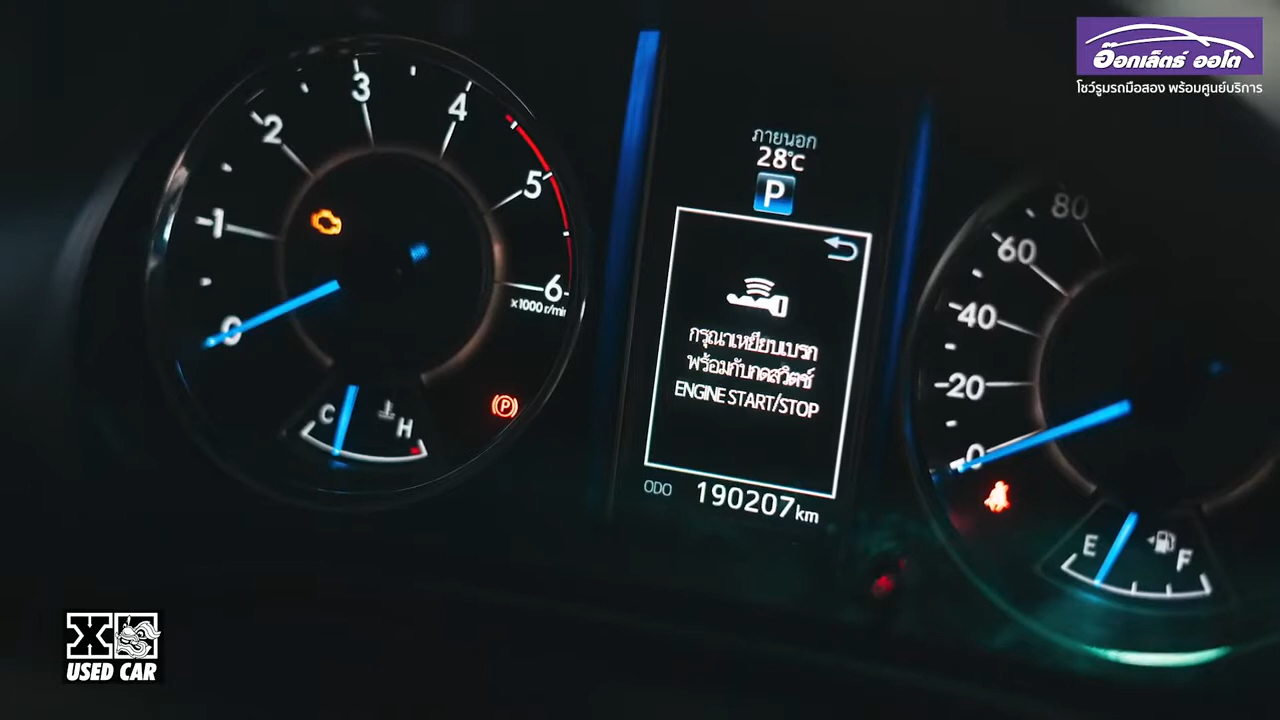 อ๊อกเล็ตธ์ ออโต
โชว์รูมรถมือสอง พร้อมศูนย์บริการ
ภายนอก
28°C
P
กรุณาเหยียบเบรก
พร้อมกับกดสวิตช์
ENGINE START/STOP
ODO 190207 km
0
1
2
3
4
5
6
x1000 r/min
C H
P
0
20
40
60
80
E F
USED CAR